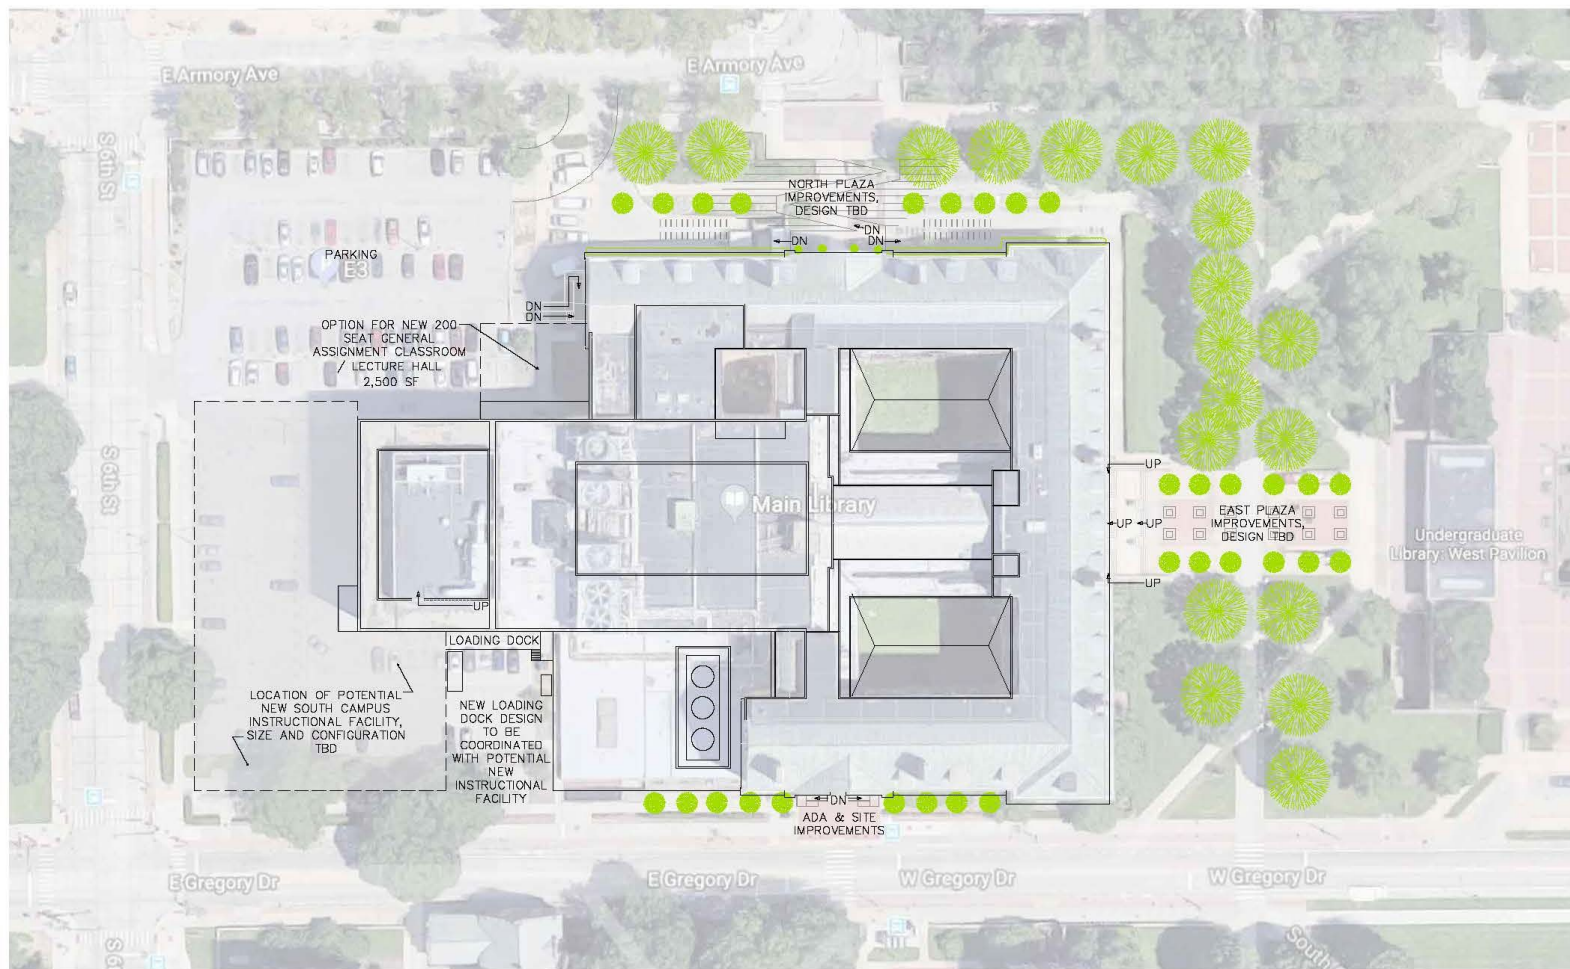 E Armory Ave
E Armory Ave
S 6th St
NORTH PLAZA
IMPROVEMENTS,
DESIGN TBD
DN
DN
DN
PARKING
E3
DN
DN
OPTION FOR NEW 200
SEAT GENERAL
ASSIGNMENT CLASSROOM
/ LECTURE HALL
2,500 SF
S 6th St
Main Library
UP
UP
UP
EAST PLAZA
IMPROVEMENTS,
DESIGN TBD
UP
Undergraduate
Library: West Pavilion
UP
LOADING DOCK
LOCATION OF POTENTIAL
NEW SOUTH CAMPUS
INSTRUCTIONAL FACILITY,
SIZE AND CONFIGURATION
TBD
NEW LOADING
DOCK DESIGN
TO BE
COORDINATED
WITH POTENTIAL
NEW
INSTRUCTIONAL
FACILITY
DN
ADA & SITE
IMPROVEMENTS
E Gregory Dr
E Gregory Dr
W Gregory Dr
W Gregory Dr
S 6
South